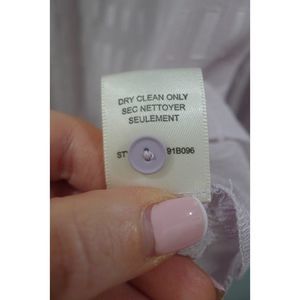 DRY CLEAN ONLY
SEC NETTOYER
SEULEMENT
ST 91B096